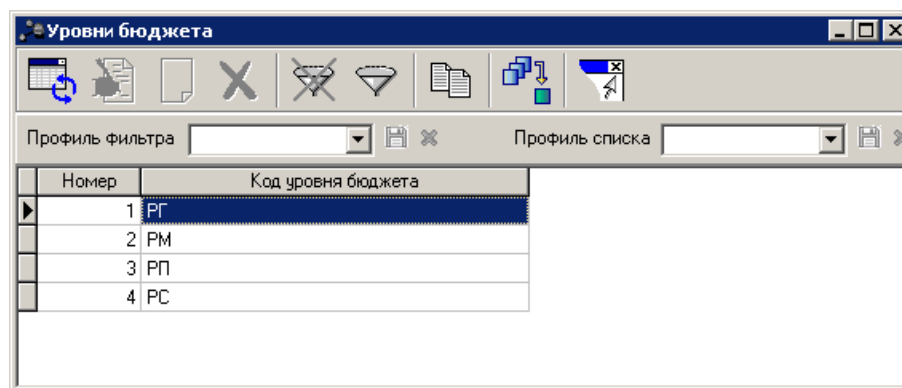 Уровни бюджета
Профиль фильтра Профиль списка
Номер Код уровня бюджета
1 РГ
2 РМ
3 РП
4 РС